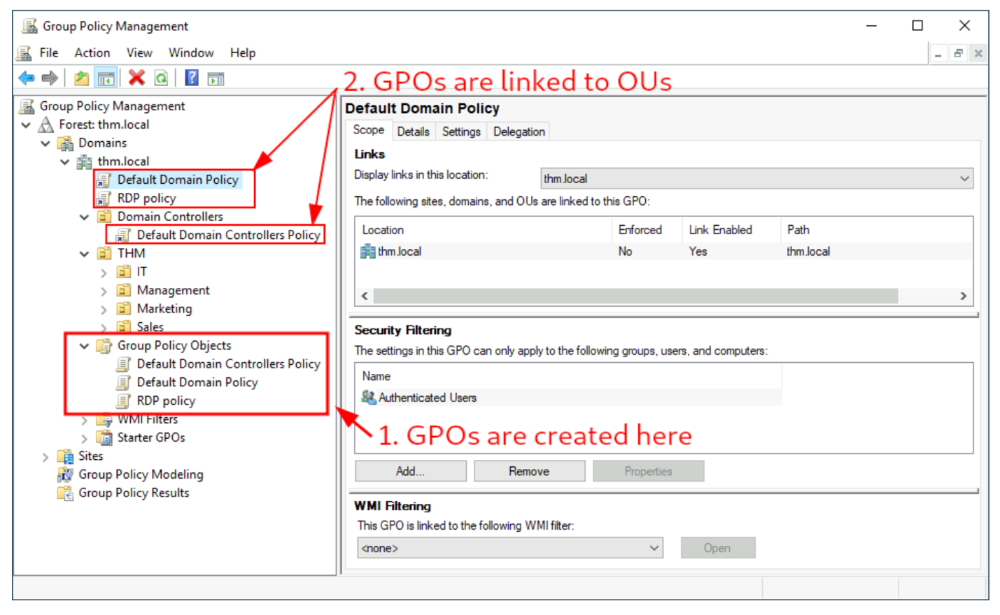 Group Policy Management
File Action View Window Help
2. GPOs are linked to OUs
Group Policy Management
Forest: thm.local
Domains
thm.local
Default Domain Policy
RDP policy
Domain Controllers
Default Domain Controllers Policy
THM
IT
Management
Marketing
Sales
Group Policy Objects
Default Domain Controllers Policy
Default Domain Policy
RDP policy
WMI Filters
Starter GPOs
Sites
Group Policy Modeling
Group Policy Results
Default Domain Policy
Scope Details Settings Delegation
Links
Display links in this location: thm.local
The following sites, domains, and OUs are linked to this GPO:
Location Enforced Link Enabled Path
thm.local No Yes thm.local
Security Filtering
The settings in this GPO can only apply to the following groups, users, and computers:
Name
Authenticated Users
1. GPOs are created here
Add... Remove Properties
WMI Filtering
This GPO is linked to the following WMI filter:
<none> Open